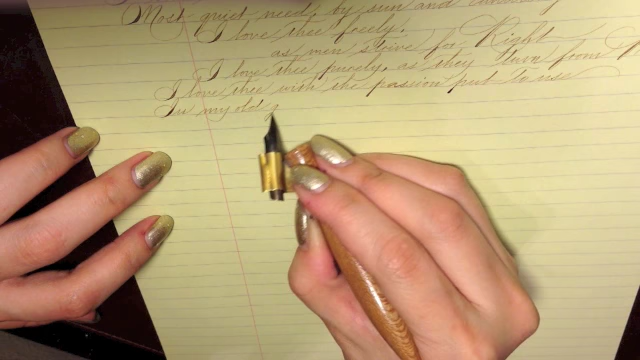 Most quiet need, by sun and
I love thee freely,
as men strive for Right
I love thee purely, as they turn from
I love thee with the passion put to use
In my old g